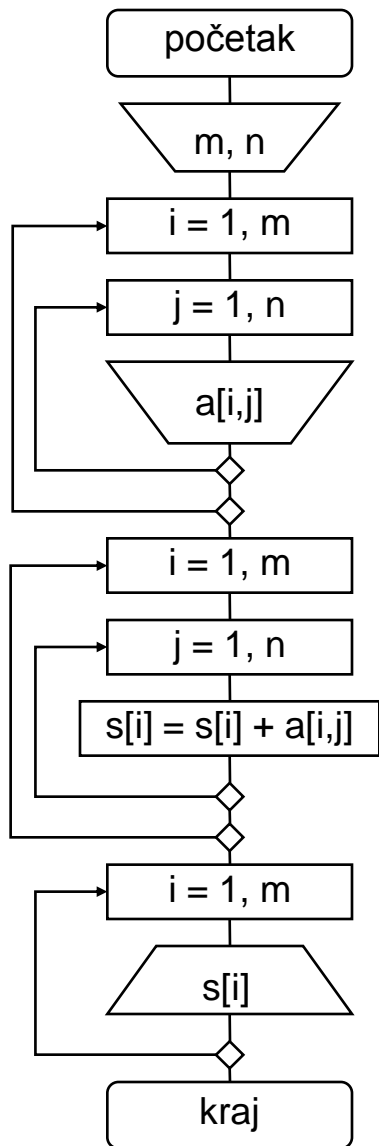 početak
m, n
i = 1, m
j = 1, n
a[i,j]
i = 1, m
j = 1, n
s[i] = s[i] + a[i,j]
i = 1, m
s[i]
kraj